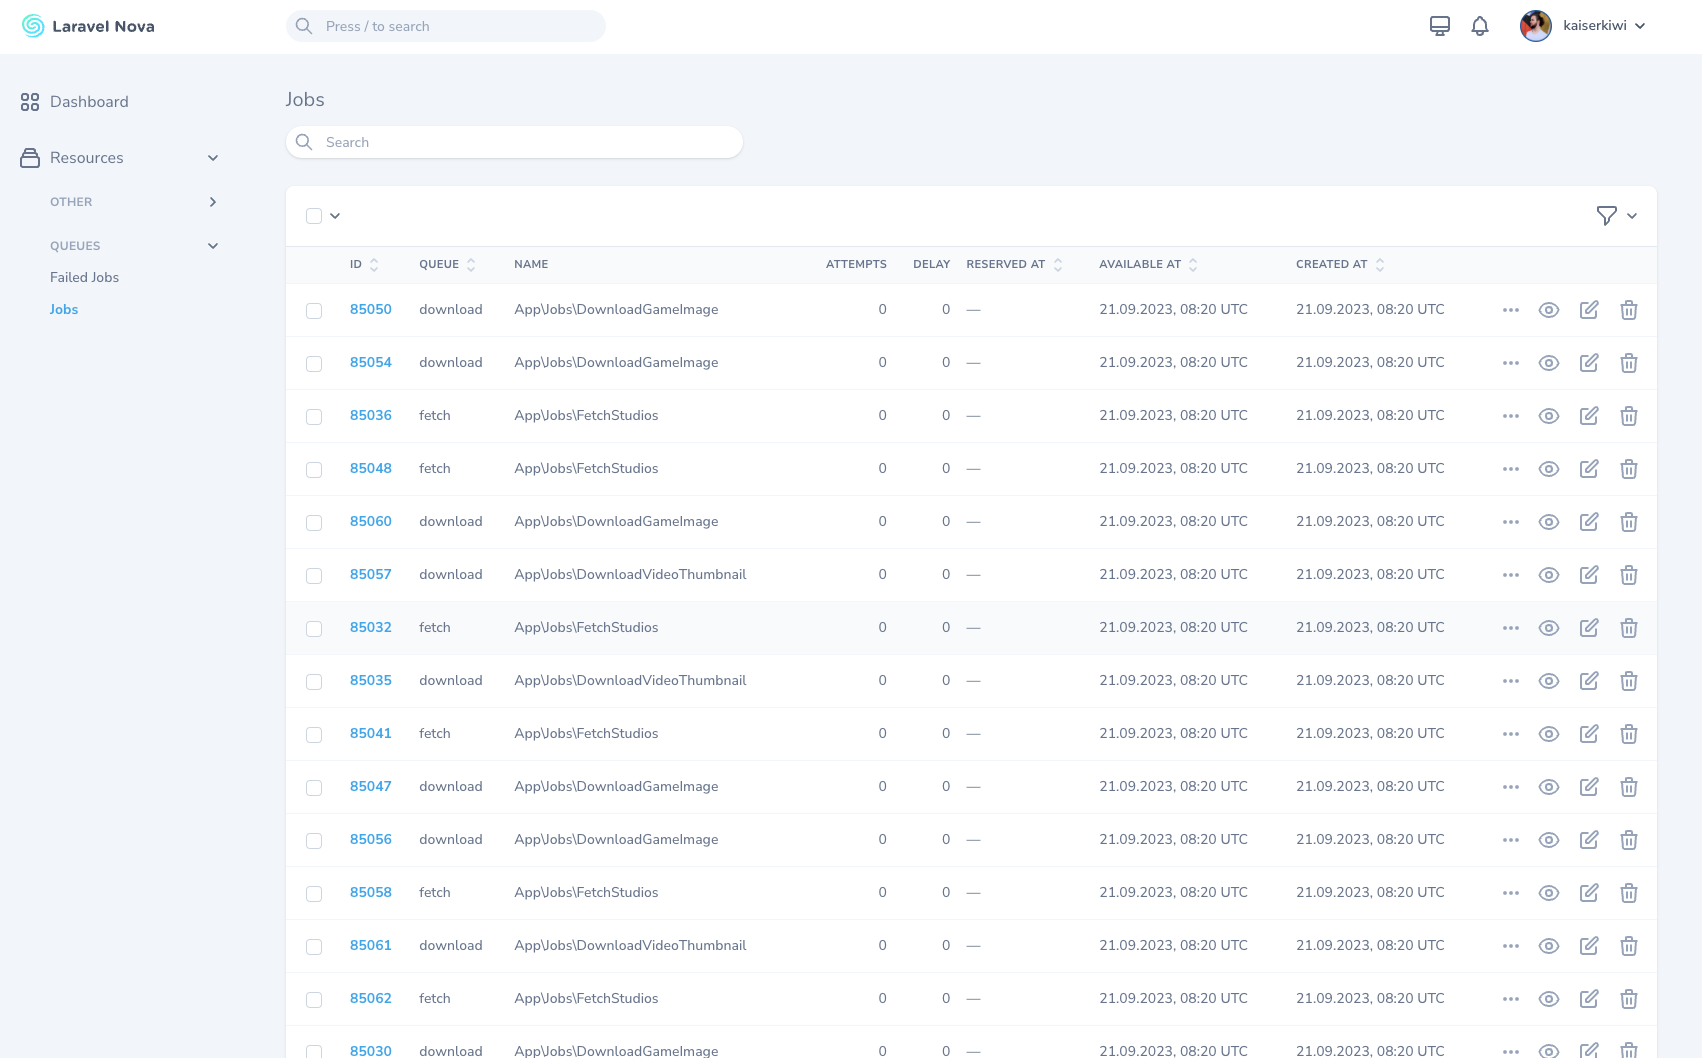 Laravel Nova
Press / to search
kaiserkiwi
Dashboard
Resources
OTHER
QUEUES
Failed Jobs
Jobs
Jobs
Search
ID QUEUE NAME ATTEMPTS DELAY RESERVED AT AVAILABLE AT CREATED AT
85050 download App\Jobs\DownloadGameImage 0 0 — 21.09.2023, 08:20 UTC 21.09.2023, 08:20 UTC
85054 download App\Jobs\DownloadGameImage 0 0 — 21.09.2023, 08:20 UTC 21.09.2023, 08:20 UTC
85036 fetch App\Jobs\FetchStudios 0 0 — 21.09.2023, 08:20 UTC 21.09.2023, 08:20 UTC
85048 fetch App\Jobs\FetchStudios 0 0 — 21.09.2023, 08:20 UTC 21.09.2023, 08:20 UTC
85060 download App\Jobs\DownloadGameImage 0 0 — 21.09.2023, 08:20 UTC 21.09.2023, 08:20 UTC
85057 download App\Jobs\DownloadVideoThumbnail 0 0 — 21.09.2023, 08:20 UTC 21.09.2023, 08:20 UTC
85032 fetch App\Jobs\FetchStudios 0 0 — 21.09.2023, 08:20 UTC 21.09.2023, 08:20 UTC
85035 download App\Jobs\DownloadVideoThumbnail 0 0 — 21.09.2023, 08:20 UTC 21.09.2023, 08:20 UTC
85041 fetch App\Jobs\FetchStudios 0 0 — 21.09.2023, 08:20 UTC 21.09.2023, 08:20 UTC
85047 download App\Jobs\DownloadGameImage 0 0 — 21.09.2023, 08:20 UTC 21.09.2023, 08:20 UTC
85056 download App\Jobs\DownloadGameImage 0 0 — 21.09.2023, 08:20 UTC 21.09.2023, 08:20 UTC
85058 fetch App\Jobs\FetchStudios 0 0 — 21.09.2023, 08:20 UTC 21.09.2023, 08:20 UTC
85061 download App\Jobs\DownloadVideoThumbnail 0 0 — 21.09.2023, 08:20 UTC 21.09.2023, 08:20 UTC
85062 fetch App\Jobs\FetchStudios 0 0 — 21.09.2023, 08:20 UTC 21.09.2023, 08:20 UTC
85030 download App\Jobs\DownloadGameImage 0 0 — 21.09.2023, 08:20 UTC 21.09.2023, 08:20 UTC